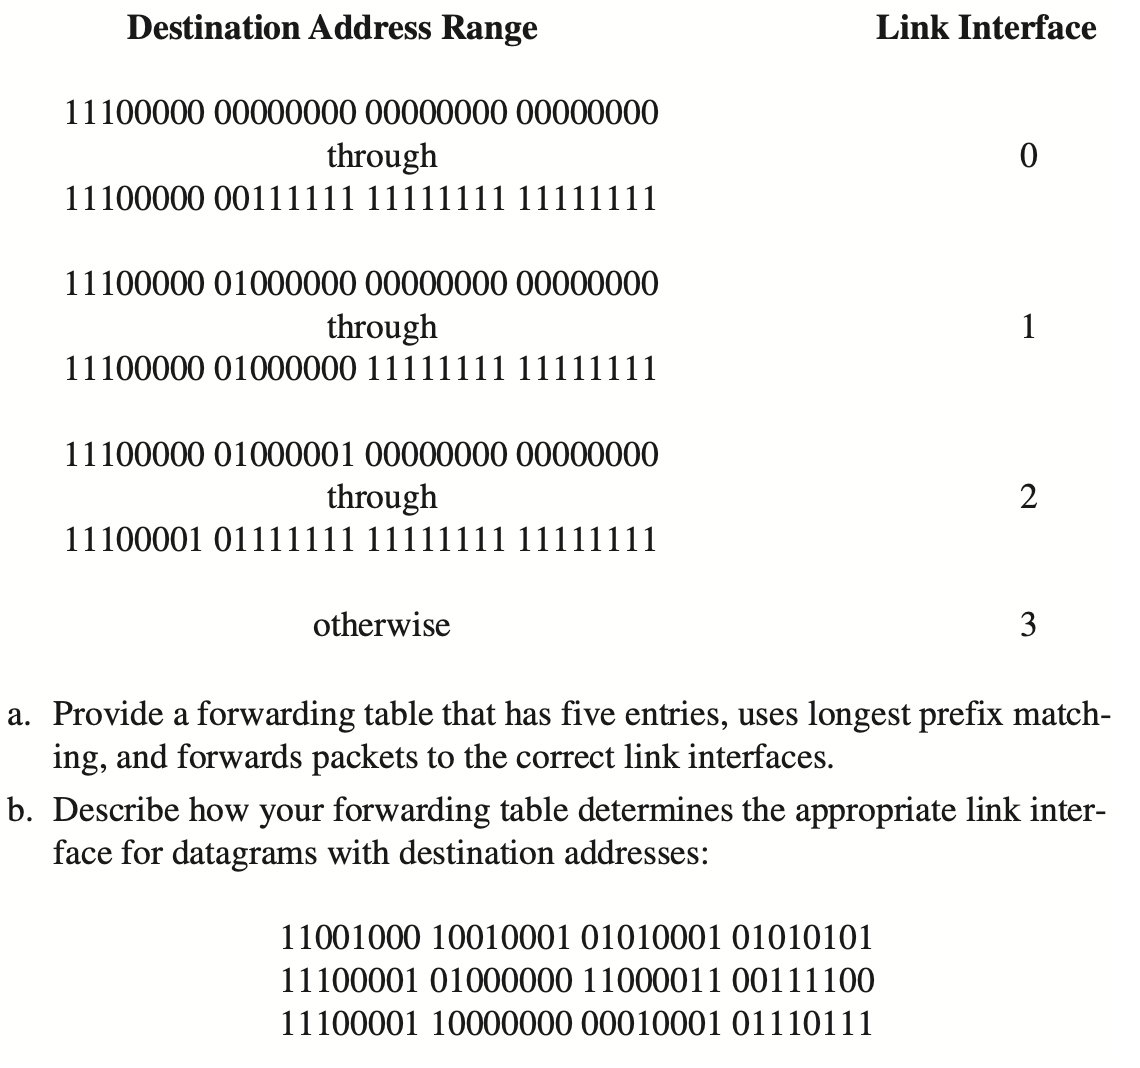 Destination Address Range Link Interface
11100000 00000000 00000000 00000000
through 0
11100000 00111111 11111111 11111111
11100000 01000000 00000000 00000000
through 1
11100000 01000000 11111111 11111111
11100000 01000001 00000000 00000000
through 2
11100001 01111111 11111111 11111111
otherwise 3
a. Provide a forwarding table that has five entries, uses longest prefix match-
ing, and forwards packets to the correct link interfaces.
b. Describe how your forwarding table determines the appropriate link inter-
face for datagrams with destination addresses:
11001000 10010001 01010001 01010101
11100001 01000000 11000011 00111100
11100001 10000000 00010001 01110111